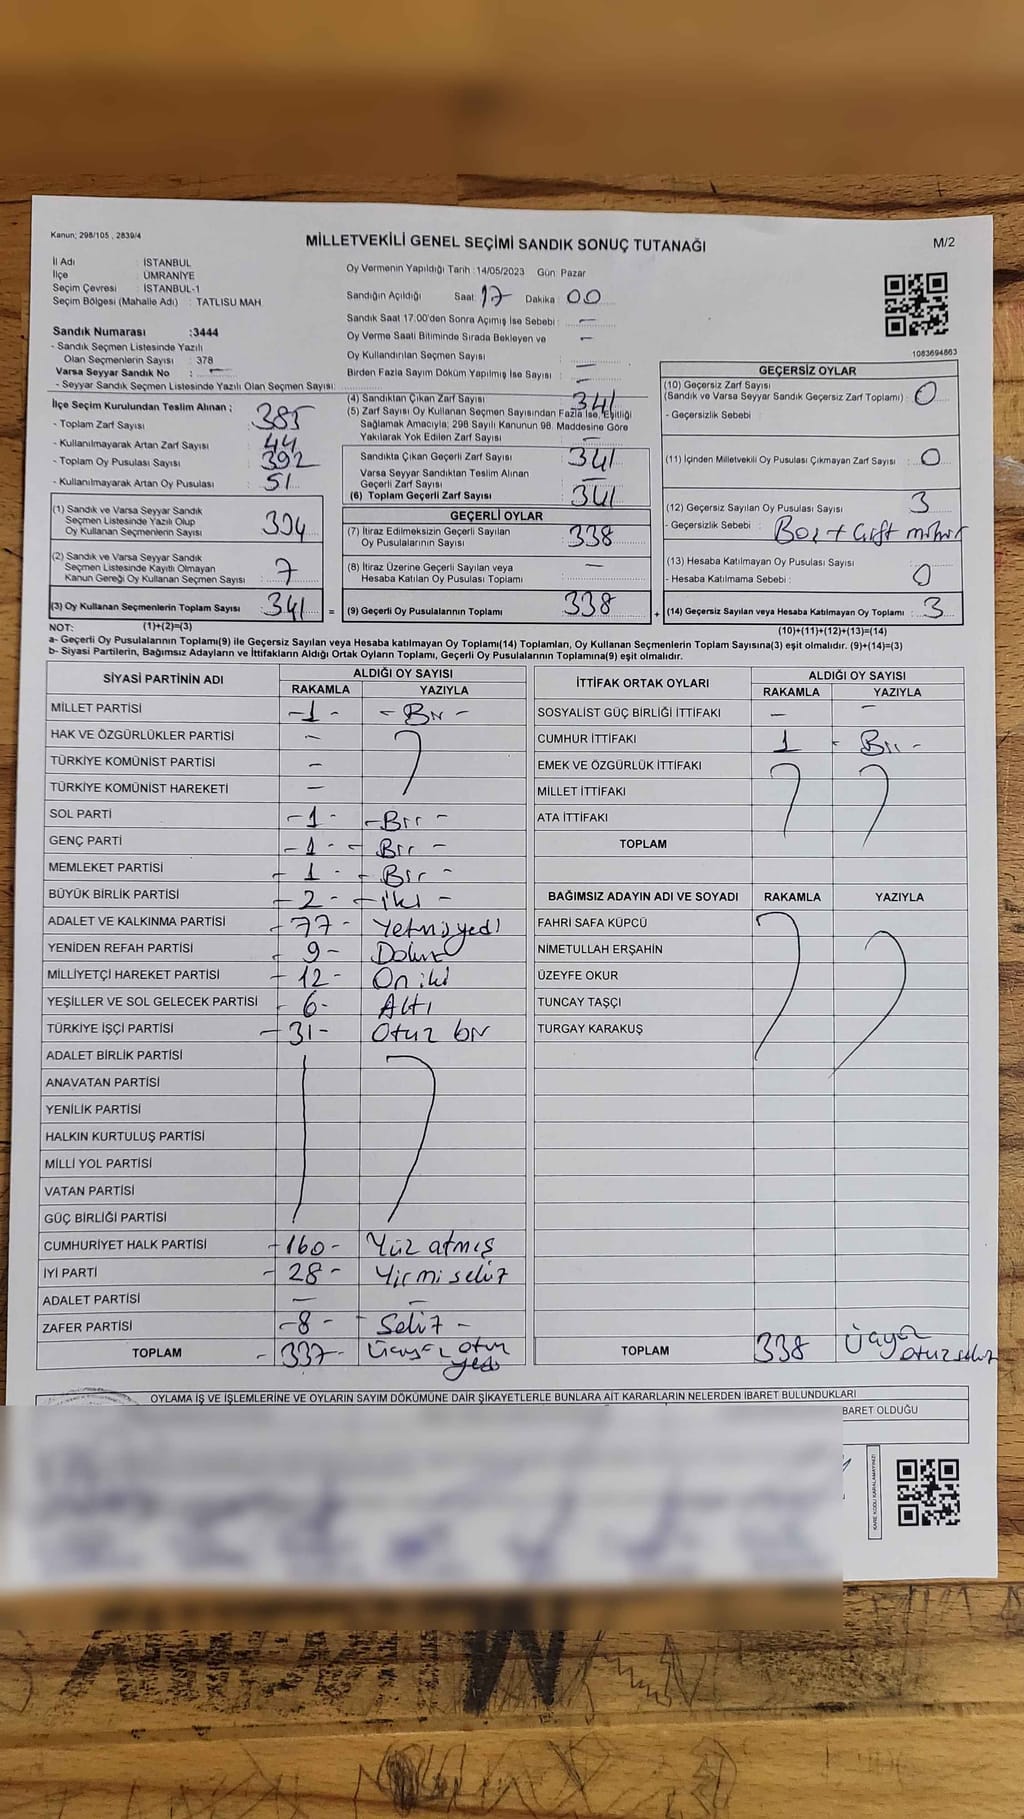 Kanun; 298/105 , 2839/4
MİLLETVEKİLİ GENEL SEÇİMİ SANDIK SONUÇ TUTANAĞI
M/2
İl Adı : İSTANBUL
İlçe : ÜMRANİYE
Seçim Çevresi : İSTANBUL-1
Seçim Bölgesi (Mahalle Adı) : TATLISU MAH.
Oy Vermenin Yapıldığı Tarih : 14/05/2023 Gün: Pazar
Sandığın Açıldığı Saat: 17 Dakika : 00
Sandık Saat 17.00'den Sonra Açımış İse Sebebi : —
Oy Verme Saati Bitiminde Sırada Bekleyen ve —
Oy Kullandırılan Seçmen Sayısı
Birden Fazla Sayım Döküm Yapılmış İse Sayısı : —
1083694863
Sandık Numarası :3444
- Sandık Seçmen Listesinde Yazılı
Olan Seçmenlerin Sayısı : 378
Varsa Seyyar Sandık No : —
- Seyyar Sandık Seçmen Listesinde Yazılı Olan Seçmen Sayısı:
İlçe Seçim Kurulundan Teslim Alınan ;
- Toplam Zarf Sayısı : 385
- Kullanılmayarak Artan Zarf Sayısı : 44
- Toplam Oy Pusulası Sayısı : 392
- Kullanılmayarak Artan Oy Pusulası : 51
(1) Sandık ve Varsa Seyyar Sandık
Seçmen Listesinde Yazılı Olup
Oy Kullanan Seçmenlerin Sayısı : 334
(2) Sandık ve Varsa Seyyar Sandık
Seçmen Listesinde Kayıtlı Olmayan
Kanun Gereği Oy Kullanan Seçmen Sayısı : 7
(3) Oy Kullanan Seçmenlerin Toplam Sayısı : 341 =
(1)+(2)=(3)
(4) Sandıktan Çıkan Zarf Sayısı : 341
(5) Zarf Sayısı Oy Kullanan Seçmen Sayısından Fazla İse, Eşitliği
Sağlamak Amacıyla; 298 Sayılı Kanunun 98. Maddesine Göre
Yakılarak Yok Edilen Zarf Sayısı : —
Sandıkta Çıkan Geçerli Zarf Sayısı : 341
Varsa Seyyar Sandıktan Teslim Alınan
Geçerli Zarf Sayısı : —
(6) Toplam Geçerli Zarf Sayısı : 341
GEÇERLİ OYLAR
(7) İtiraz Edilmeksizin Geçerli Sayılan
Oy Pusulalarının Sayısı : 338
(8) İtiraz Üzerine Geçerli Sayılan veya
Hesaba Katılan Oy Pusulası Toplamı : —
(9) Geçerli Oy Pusulalarının Toplamı : 338 +
GEÇERSİZ OYLAR
(10) Geçersiz Zarf Sayısı
(Sandık ve Varsa Seyyar Sandık Geçersiz Zarf Toplamı) : 0
- Geçersizlik Sebebi :
(11) İçinden Milletvekili Oy Pusulası Çıkmayan Zarf Sayısı : 0
(12) Geçersiz Sayılan Oy Pusulası Sayısı : 3
- Geçersizlik Sebebi : Boş + Çift mühür
(13) Hesaba Katılmayan Oy Pusulası Sayısı
- Hesaba Katılmama Sebebi : 0
(14) Geçersiz Sayılan veya Hesaba Katılmayan Oy Toplamı : 3
(10)+(11)+(12)+(13)=(14)
NOT:
a- Geçerli Oy Pusulalarının Toplamı(9) ile Geçersiz Sayılan veya Hesaba katılmayan Oy Toplamı(14) Toplamları, Oy Kullanan Seçmenlerin Toplam Sayısına(3) eşit olmalıdır. (9)+(14)=(3)
b- Siyasi Partilerin, Bağımsız Adayların ve İttifakların Aldığı Ortak Oyların Toplamı, Geçerli Oy Pusulalarının Toplamına(9) eşit olmalıdır.
SİYASİ PARTİNİN ADI ALDIĞI OY SAYISI
RAKAMLA YAZIYLA
MİLLET PARTİSİ -1- - Bir -
HAK VE ÖZGÜRLÜKLER PARTİSİ -
TÜRKİYE KOMÜNİST PARTİSİ -
TÜRKİYE KOMÜNİST HAREKETİ -
SOL PARTİ -1- - Bir -
GENÇ PARTİ -1- - Bir -
MEMLEKET PARTİSİ -1- - Bir -
BÜYÜK BİRLİK PARTİSİ -2- - iki -
ADALET VE KALKINMA PARTİSİ -77- Yetmişyedi
YENİDEN REFAH PARTİSİ -9- Dokuz
MİLLİYETÇİ HAREKET PARTİSİ -12- On iki
YEŞİLLER VE SOL GELECEK PARTİSİ -6- Altı
TÜRKİYE İŞÇİ PARTİSİ -31- Otuz bir
ADALET BİRLİK PARTİSİ
ANAVATAN PARTİSİ
YENİLİK PARTİSİ
HALKIN KURTULUŞ PARTİSİ
MİLLİ YOL PARTİSİ
VATAN PARTİSİ
GÜÇ BİRLİĞİ PARTİSİ
CUMHURİYET HALK PARTİSİ -160- Yüz atmış
İYİ PARTİ -28- Yirmi sekiz
ADALET PARTİSİ — —
ZAFER PARTİSİ -8- - Sekiz -
TOPLAM -337- Üçyüz otuz yedi
İTTİFAK ORTAK OYLARI ALDIĞI OY SAYISI
RAKAMLA YAZIYLA
SOSYALİST GÜÇ BİRLİĞİ İTTİFAKI — —
CUMHUR İTTİFAKI 1 - Bir -
EMEK VE ÖZGÜRLÜK İTTİFAKI
MİLLET İTTİFAKI
ATA İTTİFAKI
TOPLAM
BAĞIMSIZ ADAYIN ADI VE SOYADI RAKAMLA YAZIYLA
FAHRİ SAFA KÜPCÜ
NİMETULLAH ERŞAHİN
ÜZEYFE OKUR
TUNCAY TAŞÇI
TURGAY KARAKUŞ
TOPLAM 338 Üçyüz otuzsekiz
OYLAMA İŞ VE İŞLEMLERİNE VE OYLARIN SAYIM DÖKÜMÜNE DAİR ŞİKAYETLERLE BUNLARA AİT KARARLARIN NELERDEN İBARET BULUNDUKLARI
BARET OLDUĞU
KARE KODU KARALAMAYINIZ!